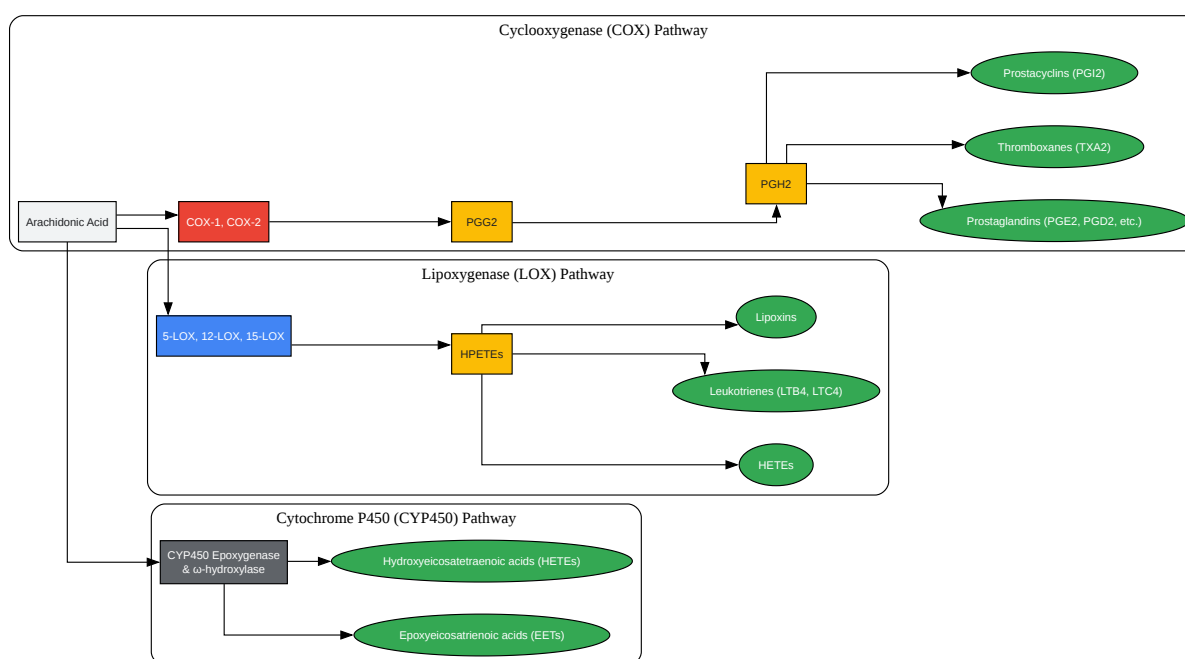 Cyclooxygenase (COX) Pathway
Prostacyclins (PGI2)
Thromboxanes (TXA2)
PGH2
Arachidonic Acid
COX-1, COX-2
PGG2
Prostaglandins (PGE2, PGD2, etc.)
Lipoxygenase (LOX) Pathway
Lipoxins
5-LOX, 12-LOX, 15-LOX
HPETEs
Leukotrienes (LTB4, LTC4)
HETEs
Cytochrome P450 (CYP450) Pathway
CYP450 Epoxygenase
& ω-hydroxylase
Hydroxyeicosatetraenoic acids (HETEs)
Epoxyeicosatrienoic acids (EETs)